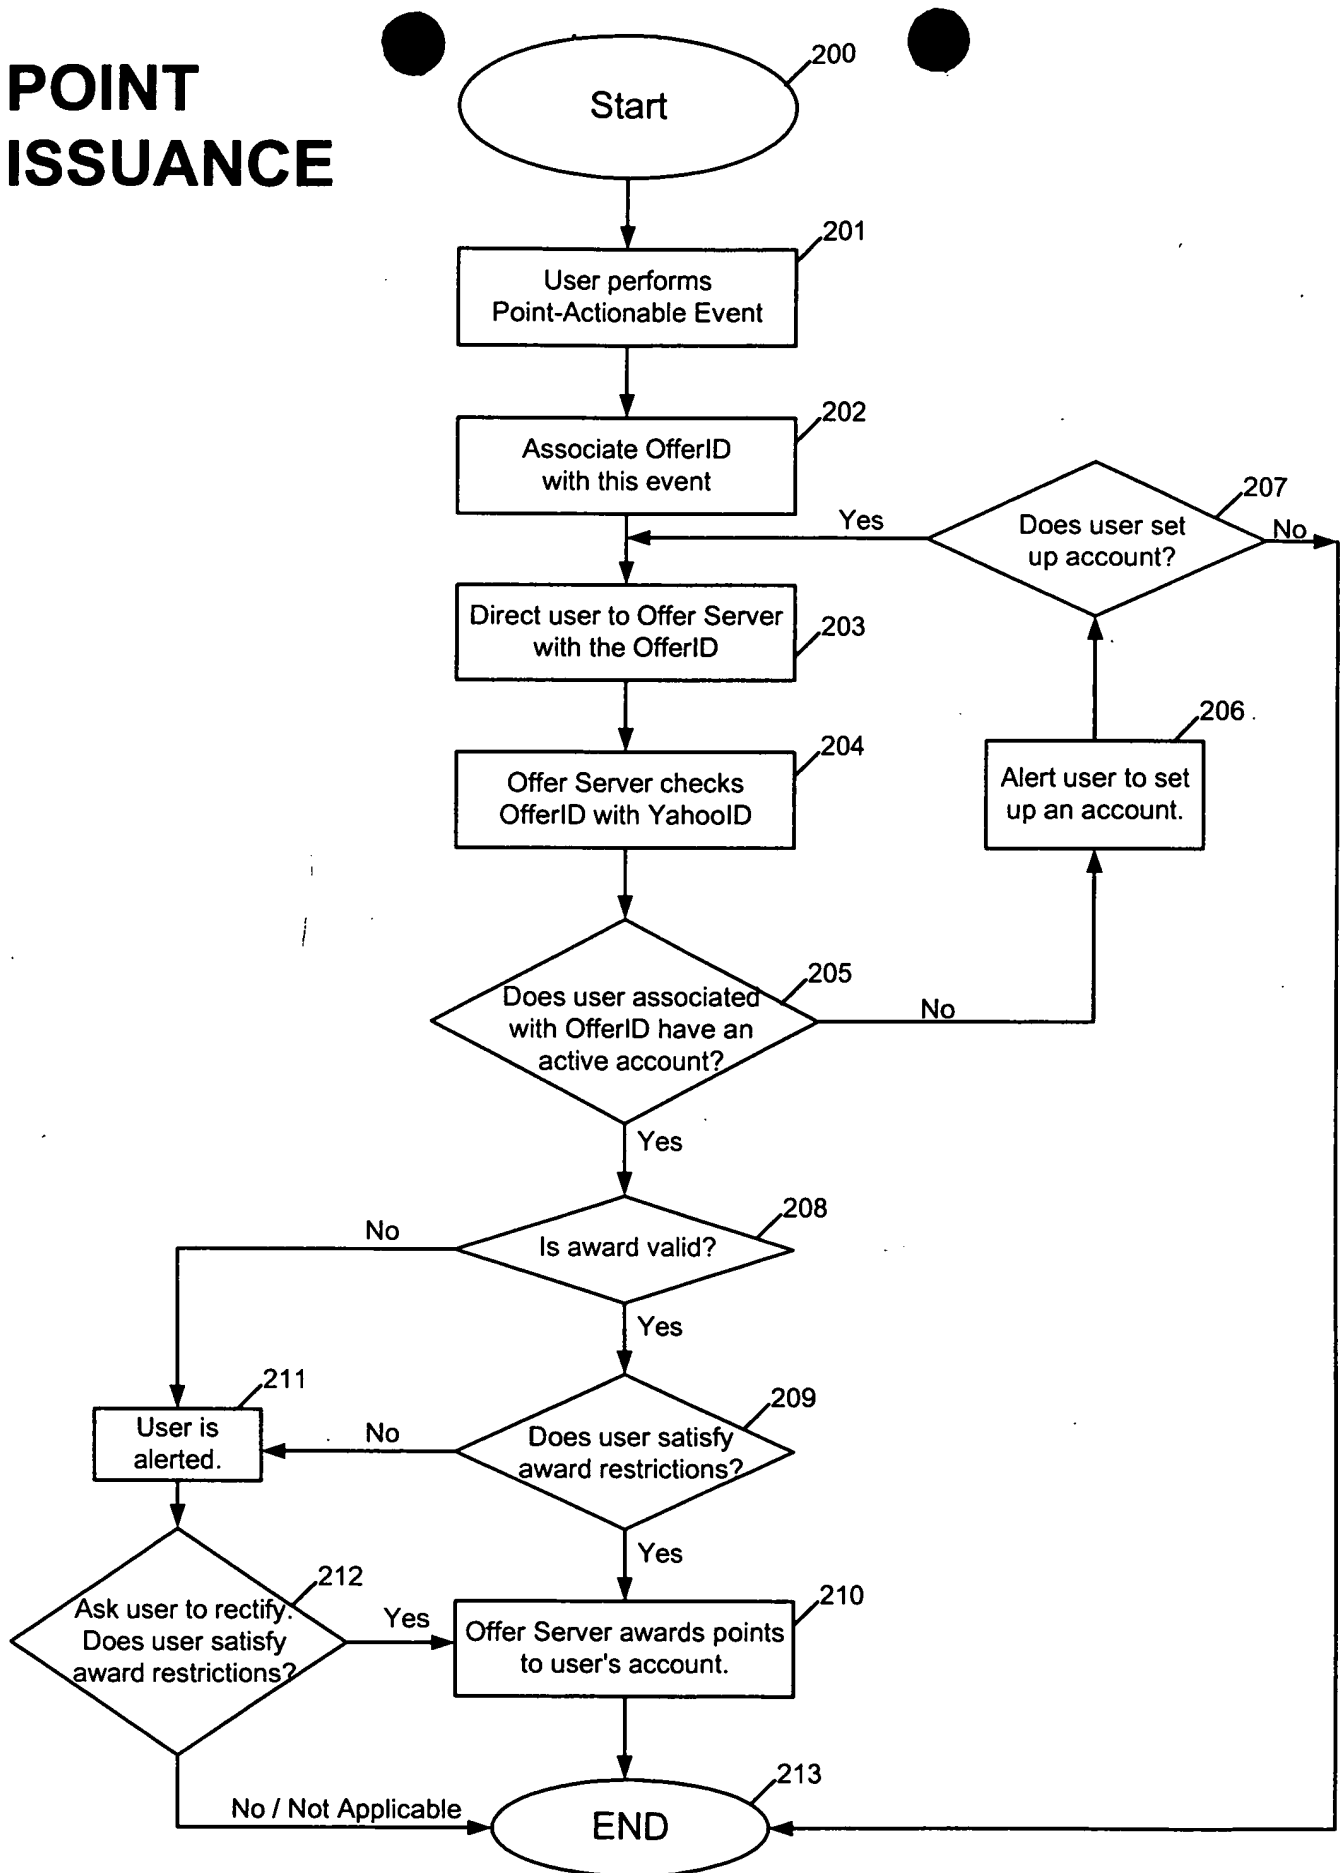 POINT
ISSUANCE
200
Start
201
User performs
Point-Actionable Event
202
Associate OfferID
with this event
207
Does user set
up account?
Yes
No
Direct user to Offer Server
with the OfferID
203
206
Alert user to set
up an account.
204
Offer Server checks
OfferID with YahooID
205
Does user associated
with OfferID have an
active account?
No
Yes
208
Is award valid?
No
Yes
211
User is
alerted.
209
Does user satisfy
award restrictions?
No
Yes
212
Ask user to rectify.
Does user satisfy
award restrictions?
Yes
210
Offer Server awards points
to user's account.
No / Not Applicable
213
END